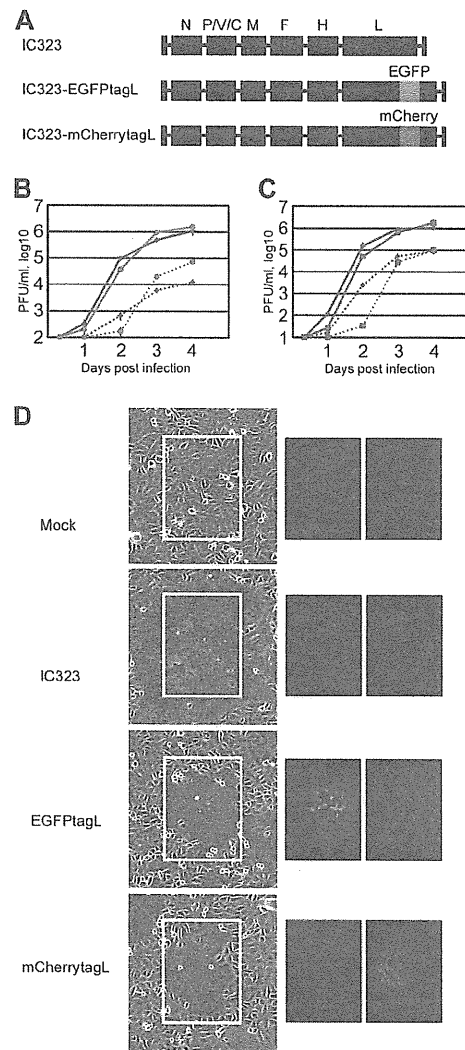 A
N P/V/C M F H L
IC323
EGFP
IC323-EGFPtagL
mCherry
IC323-mCherrytagL
B
7
6
5
4
3
2
PFU/ml, log10
1 2 3 4
Days post infection
C
7
6
5
4
3
2
PFU/ml, log10
1 2 3 4
Days post infection
D
Mock
IC323
EGFPtagL
mCherrytagL